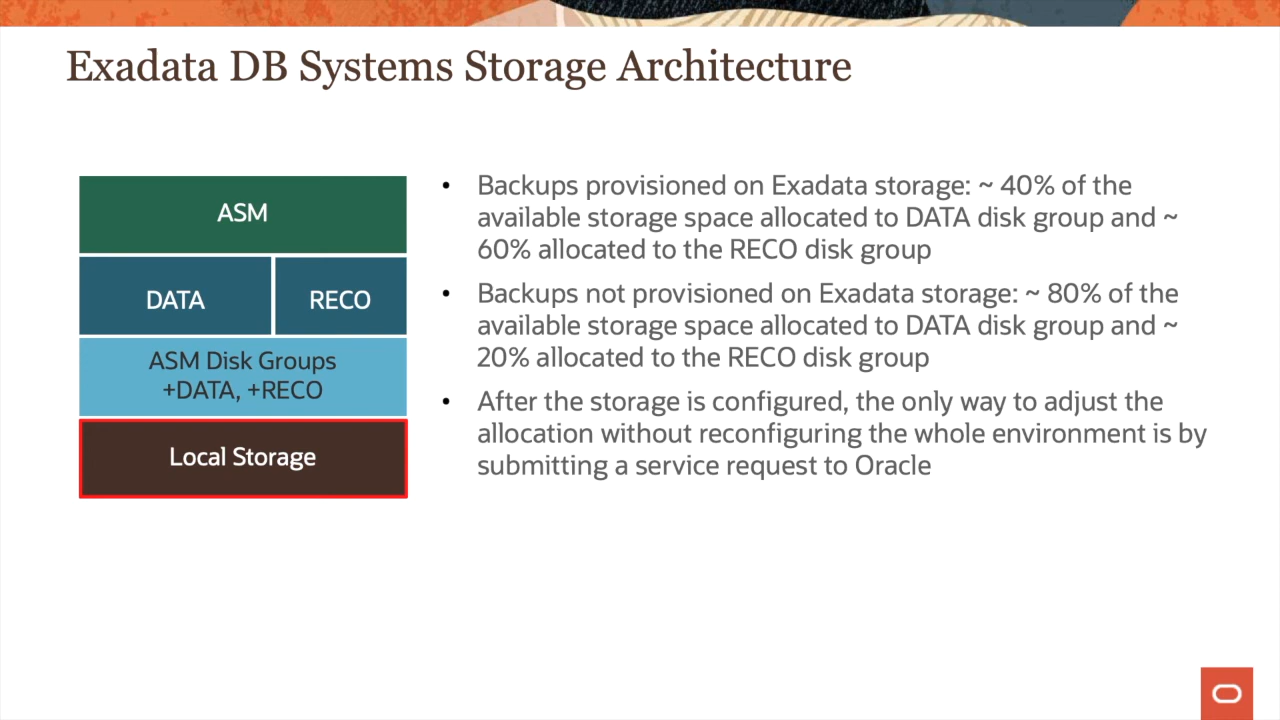 Exadata DB Systems Storage Architecture
ASM
DATA
RECO
ASM Disk Groups
+DATA, +RECO
Local Storage
• Backups provisioned on Exadata storage: ~ 40% of the
available storage space allocated to DATA disk group and ~
60% allocated to the RECO disk group
• Backups not provisioned on Exadata storage: ~ 80% of the
available storage space allocated to DATA disk group and ~
20% allocated to the RECO disk group
• After the storage is configured, the only way to adjust the
allocation without reconfiguring the whole environment is by
submitting a service request to Oracle